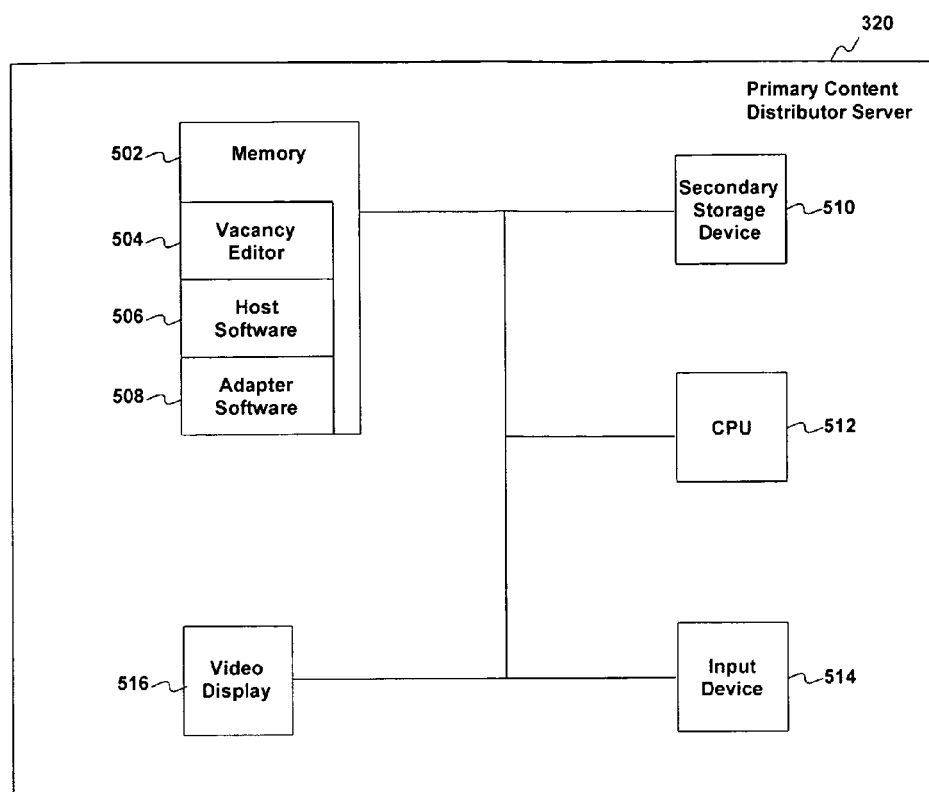 320
Primary Content
Distributor Server
502
Memory
504
Vacancy
Editor
506
Host
Software
508
Adapter
Software
Secondary
Storage
Device
510
CPU
512
516
Video
Display
Input
Device
514